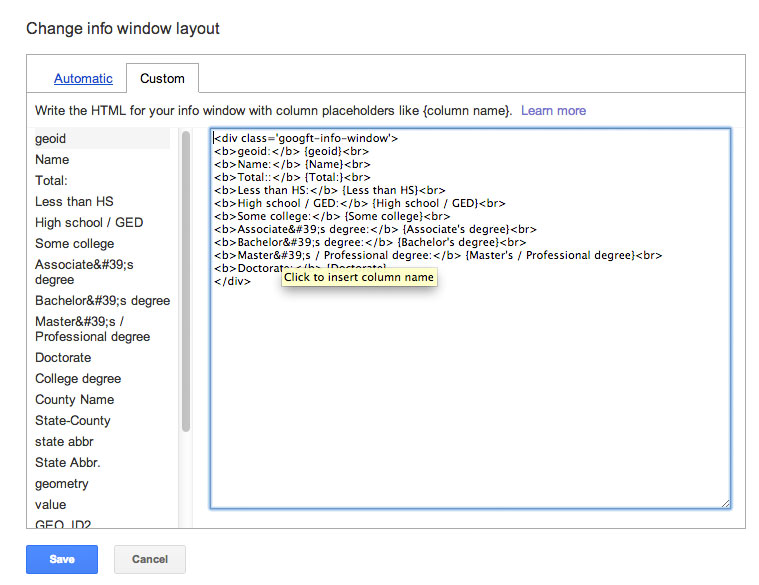 Change info window layout
Automatic
Custom
Write the HTML for your info window with column placeholders like {column name}. Learn more
geoid
Name
Total:
Less than HS
High school / GED
Some college
Associate&#39;s
degree
Bachelor&#39;s degree
Master&#39;s /
Professional degree
Doctorate
College degree
County Name
State-County
state abbr
State Abbr.
geometry
value
GEO_ID2
<div class='googft-info-window'>
<b>geoid:</b> {geoid}<br>
<b>Name:</b> {Name}<br>
<b>Total::</b> {Total:}<br>
<b>Less than HS:</b> {Less than HS}<br>
<b>High school / GED:</b> {High school / GED}<br>
<b>Some college:</b> {Some college}<br>
<b>Associate&#39;s degree:</b> {Associate's degree}<br>
<b>Bachelor&#39;s degree:</b> {Bachelor's degree}<br>
<b>Master&#39;s / Professional degree:</b> {Master's / Professional degree}<br>
<b>Doctorate:</b> {Doctorate}
</div>
Click to insert column name
Save
Cancel